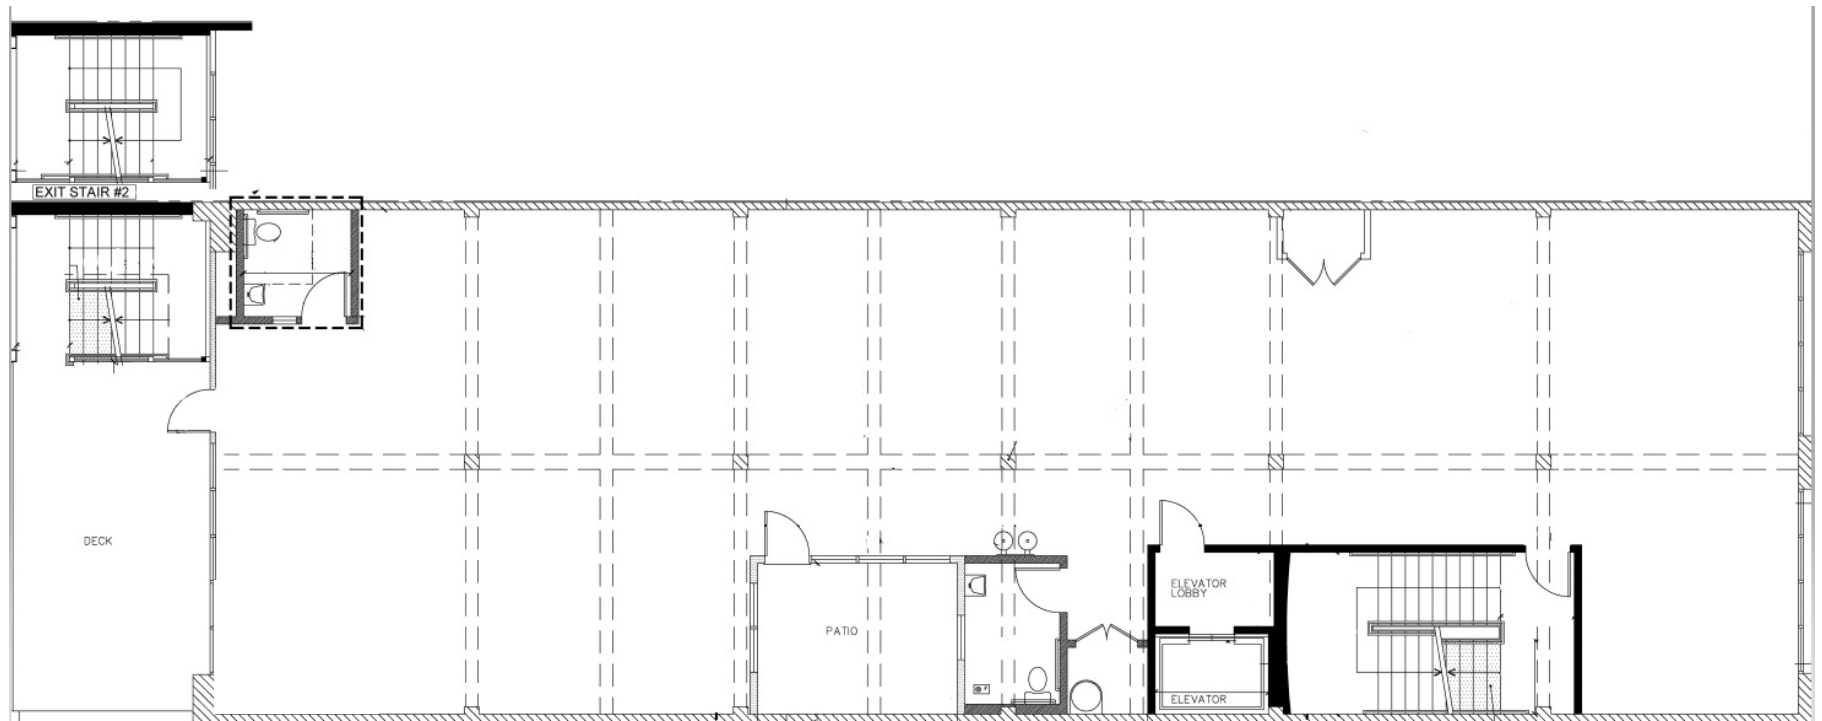 EXIT STAIR #2
DECK
PATIO
ELEVATOR
LOBBY
ELEVATOR